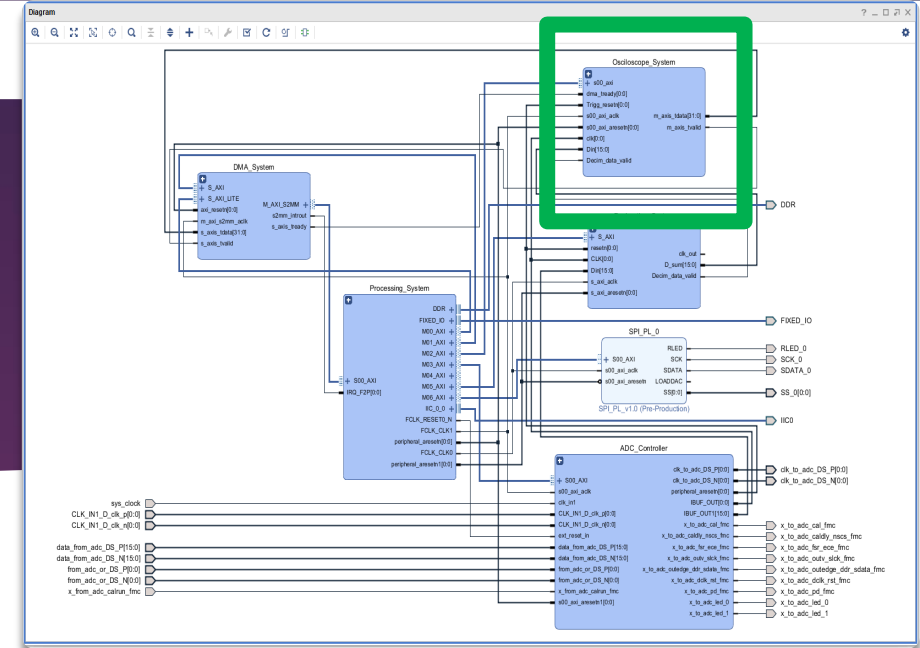 Diagram
Osciloscope_System
s00_axi
dma_tready[0:0]
Trigg_resetn[0:0]
s00_axi_aclk
s00_axi_aresetn[0:0]
clk[0:0]
Din[15:0]
Decim_data_valid
m_axis_tdata[31:0]
m_axis_tvalid
DMA_System
S_AXI
S_AXI_LITE
axi_resetn[0:0]
m_axi_s2mm_aclk
s_axis_tdata[31:0]
s_axis_tvalid
M_AXI_S2MM
s2mm_introut
s_axis_tready
DDR
S_AXI
resetn[0:0]
CLK[0:0]
Din[15:0]
s_axi_aclk
s_axi_aresetn[0:0]
clk_out
D_sum[15:0]
Decim_data_valid
Processing_System
S00_AXI
IRQ_F2P[0:0]
DDR
FIXED_IO
M00_AXI
M01_AXI
M02_AXI
M03_AXI
M04_AXI
M05_AXI
M06_AXI
IIC_0_0
FCLK_RESET0_N
FCLK_CLK1
peripheral_aresetn[0:0]
FCLK_CLK0
peripheral_aresetn1[0:0]
FIXED_IO
SPI_PL_0
S00_AXI
s00_axi_aclk
s00_axi_aresetn
RLED
SCK
SDATA
LOADDAC
SS[0:0]
SPI_PL_v1.0 (Pre-Production)
RLED_0
SCK_0
SDATA_0
SS_0[0:0]
IIC0
ADC_Controller
S00_AXI
s00_axi_aclk
clk_in1
CLK_IN1_D_clk_p[0:0]
CLK_IN1_D_clk_n[0:0]
ext_reset_in
data_from_adc_DS_P[15:0]
data_from_adc_DS_N[15:0]
from_adc_or_DS_P[0:0]
from_adc_or_DS_N[0:0]
x_from_adc_calrun_fmc
s00_axi_aresetn1[0:0]
clk_to_adc_DS_P[0:0]
clk_to_adc_DS_N[0:0]
peripheral_aresetn[0:0]
IBUF_OUT[0:0]
IBUF_OUT1[15:0]
x_to_adc_cal_fmc
x_to_adc_caldly_nscs_fmc
x_to_adc_fsr_ece_fmc
x_to_adc_outv_slck_fmc
x_to_adc_outedge_ddr_sdata_fmc
x_to_adc_dclk_rst_fmc
x_to_adc_pd_fmc
x_to_adc_led_0
x_to_adc_led_1
sys_clock
CLK_IN1_D_clk_p[0:0]
CLK_IN1_D_clk_n[0:0]
data_from_adc_DS_P[15:0]
data_from_adc_DS_N[15:0]
from_adc_or_DS_P[0:0]
from_adc_or_DS_N[0:0]
x_from_adc_calrun_fmc
clk_to_adc_DS_P[0:0]
clk_to_adc_DS_N[0:0]
x_to_adc_cal_fmc
x_to_adc_caldly_nscs_fmc
x_to_adc_fsr_ece_fmc
x_to_adc_outv_slck_fmc
x_to_adc_outedge_ddr_sdata_fmc
x_to_adc_dclk_rst_fmc
x_to_adc_pd_fmc
x_to_adc_led_0
x_to_adc_led_1